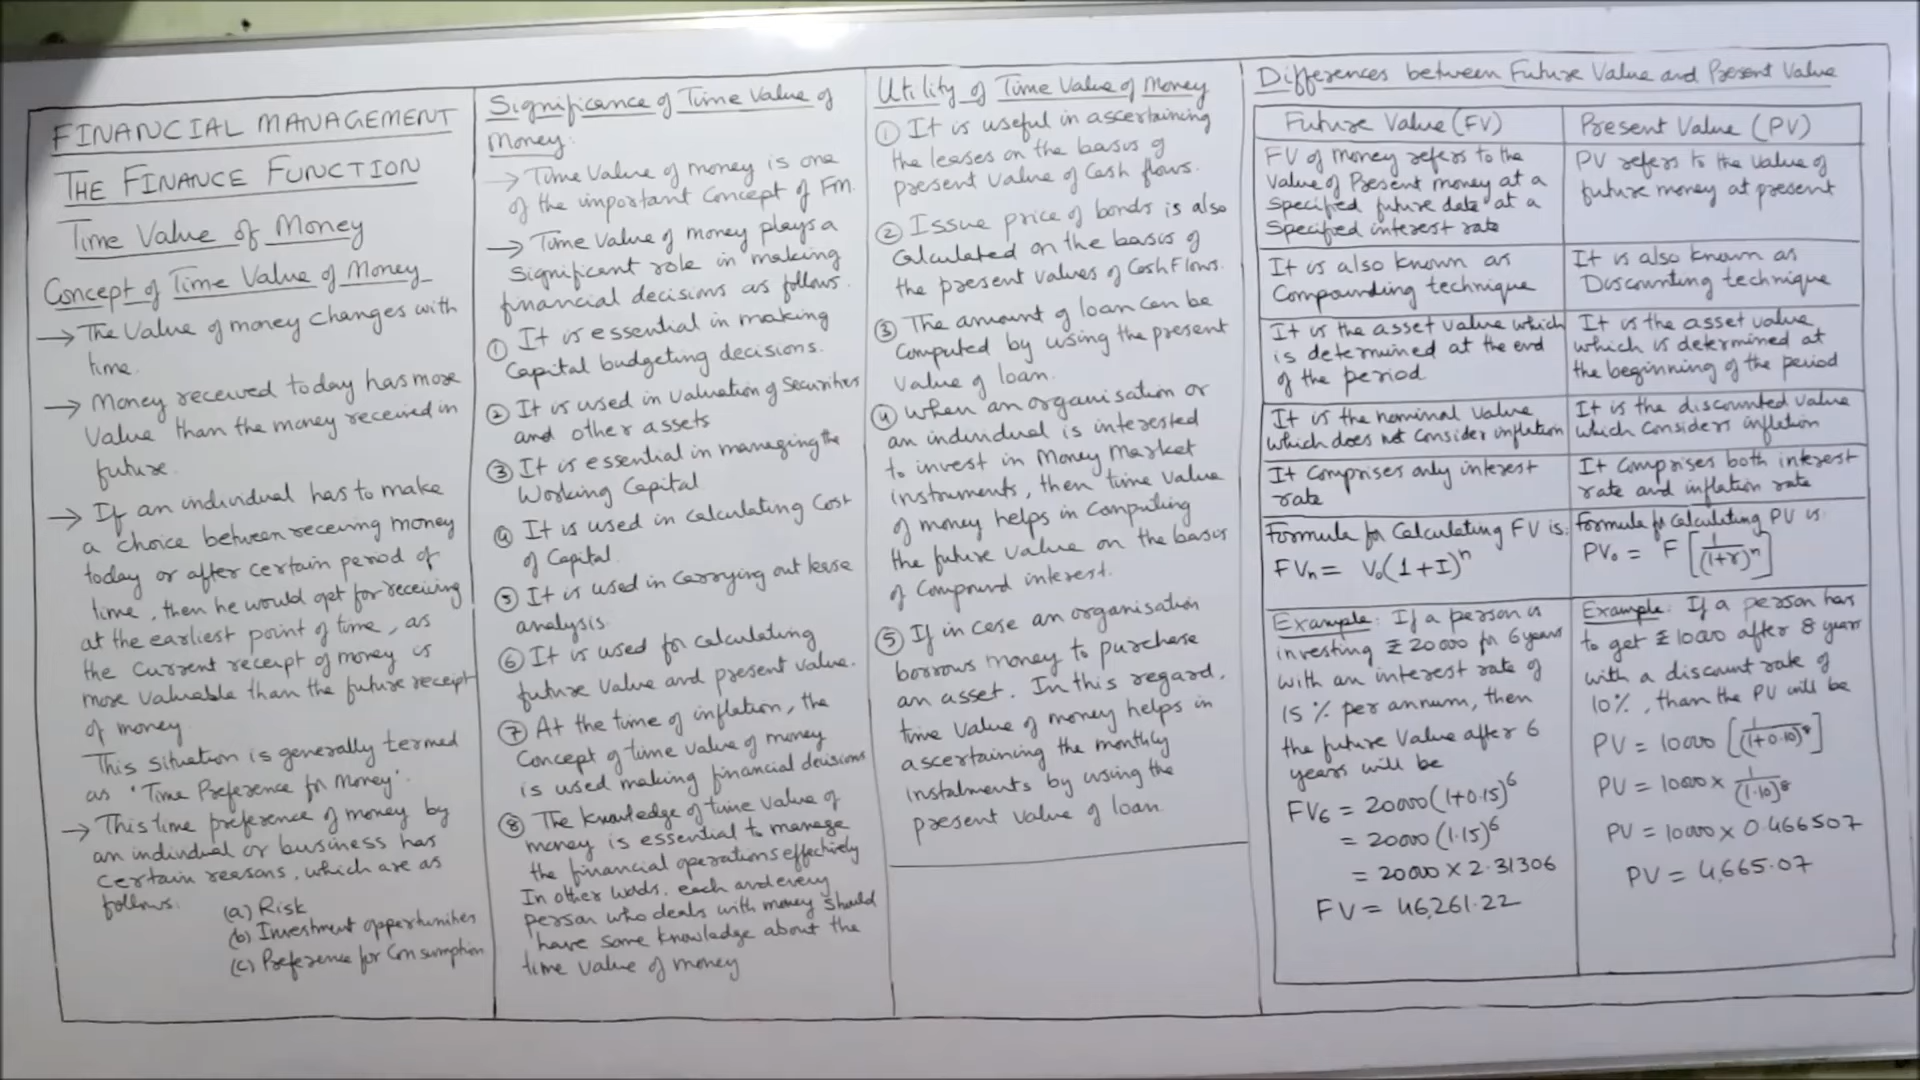 FINANCIAL MANAGEMENT
THE FINANCE FUNCTION
Time Value of Money
Concept of Time Value of Money
→ The Value of money changes with
time.
→ Money received today has more
Value than the money received in
future.
→ If an individual has to make
a choice between receiving money
today or after certain period of
time, then he would opt for receiving
at the earliest point of time, as
the current receipt of money is
more valuable than the future receipt
of money.
This situation is generally termed
as "Time Preference for Money".
→ This time preference of money by
an individual or business has
certain reasons, which are as
follows:
(a) Risk
(b) Investment opportunities
(c) Preference for Consumption
Significance of Time Value of
Money:
→ Time Value of money is one
of the important Concept of FM.
→ Time Value of money plays a
significant role in making
financial decisions as follows.
① It is essential in making
Capital budgeting decisions.
② It is used in valuation of Securities
and other assets
③ It is essential in managing the
Working Capital
④ It is used in calculating Cost
of Capital.
⑤ It is used in carrying out lease
analysis.
⑥ It is used for calculating
future Value and present value.
⑦ At the time of inflation, the
Concept of time value of money
is used making financial decisions
⑧ The knowledge of time value of
money is essential to manage
the financial operations effectively
In other words, each and every
person who deals with money should
have some knowledge about the
time value of money
Utility of Time Value of Money
① It is useful in ascertaining
the leases on the basis of
present value of Cash flows.
② Issue price of bonds is also
Calculated on the basis of
the present values of Cash Flows.
③ The amount of loan can be
Computed by using the present
value of loan.
④ When an organisation or
an individual is interested
to invest in Money Market
instruments, then time value
of money helps in Computing
the future value on the basis
of Compound interest.
⑤ If in case an organisation
borrows money to purchase
an asset. In this regard,
time value of money helps in
ascertaining the monthly
instalments by using the
present value of loan.
Differences between Future Value and Present Value
Future Value (FV)
FV of money refers to the
Value of Present money at a
specified future date at a
specified interest rate
It is also known as
Compounding technique
It is the asset value which
is determined at the end
of the period
It is the nominal value
which does not consider infletion
It comprises only interest
rate
Formula for Calculating FV is:
FVn = V₀(1+I)ⁿ
Example: If a person is
investing ₹ 20000 for 6 years
with an interest rate of
15 % per annum, then
the future Value after 6
years will be
FV₆ = 20000(1+0.15)⁶
= 20000(1.15)⁶
= 20000 × 2.31306
FV = 46,261.22
Present Value (PV)
PV refers to the value of
future money at present
It is also known as
Discounting technique
It is the asset value
which is determined at
the beginning of the period
It is the discounted value
which considers infletion
It comprises both interest
rate and inflation rate
Formula for Calculating PV is:
PV₀ = F [1/(1+r)ⁿ]
Example: If a person has
to get ₹ 10000 after 8 years
with a discount rate of
10%, than the PV will be
PV = 10000 [1/(1+0.10)⁸]
PV = 10000 × 1/(1.10)⁸
PV = 10000 × 0.466507
PV = 4,665.07